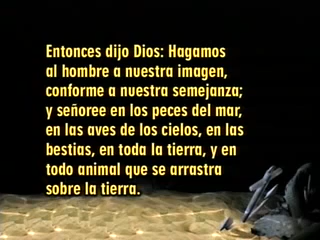 Entonces dijo Dios: Hagamos
al hombre a nuestra imagen,
conforme a nuestra semejanza;
y señoree en los peces del mar,
en las aves de los cielos, en las
bestias, en toda la tierra, y en
todo animal que se arrastra
sobre la tierra.